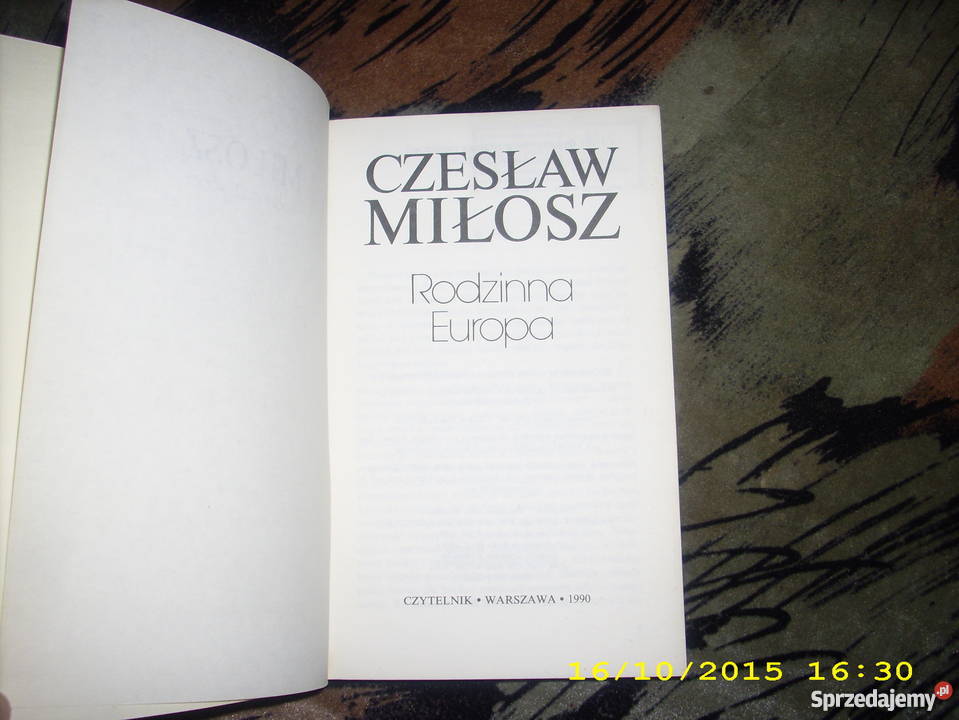 CZESŁAW
MIŁOSZ
Rodzinna
Europa
CZYTELNIK • WARSZAWA • 1990
16/10/2015 16:30
Sprzedajemy.pl